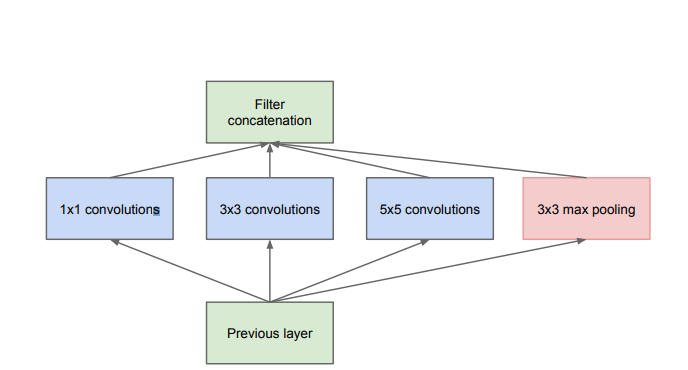 Filter
concatenation
1x1 convolutions
3x3 convolutions
5x5 convolutions
3x3 max pooling
Previous layer